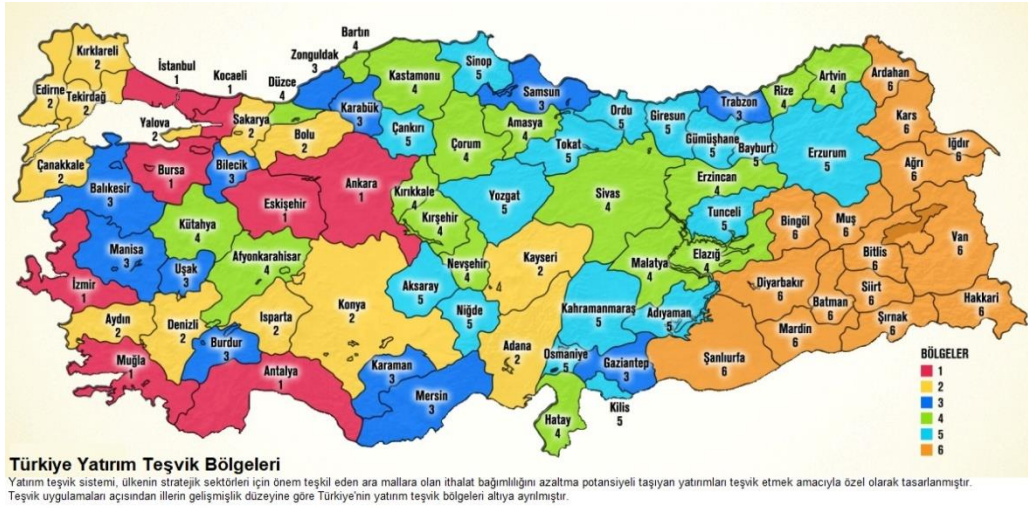 Bartın
4
Kırklareli
2
İstanbul
1
Kocaeli
1
Zonguldak
3
Düzce
4
Kastamonu
4
Sinop
5
Samsun
3
Artvin
4
Ardahan
6
Edirne
2
Tekirdağ
2
Karabük
3
Ordu
5
Giresun
5
Trabzon
3
Rize
4
Kars
6
Yalova
2
Sakarya
2
Bolu
2
Çankırı
5
Amasya
4
Çorum
4
Tokat
5
Gümüşhane
5
Bayburt
5
Erzurum
5
Iğdır
6
Çanakkale
2
Bursa
1
Bilecik
3
Ağrı
6
Balıkesir
3
Eskişehir
1
Ankara
1
Kırıkkale
4
Yozgat
5
Sivas
4
Erzincan
4
Kütahya
4
Kırşehir
4
Tunceli
5
Bingöl
6
Muş
6
Manisa
3
Uşak
3
Afyonkarahisar
4
Nevşehir
4
4
Kayseri
2
Malatya
4
Elazığ
4
Bitlis
6
Van
6
İzmir
1
Aksaray
5
Diyarbakır
6
Batman
6
Siirt
6
Hakkari
6
Aydın
2
Denizli
2
Isparta
2
Konya
2
Niğde
5
Kahramanmaraş
5
Adıyaman
5
Mardin
6
Şırnak
6
Burdur
3
Adana
2
Muğla
1
Antalya
1
Karaman
3
Mersin
3
Osmaniye
5
Gaziantep
3
Şanlıurfa
6
Kilis
5
Hatay
4
BÖLGELER
1
2
3
4
5
6
Türkiye Yatırım Teşvik Bölgeleri
Yatırım teşvik sistemi, ülkenin stratejik sektörleri için önem teşkil eden ara mallara olan ithalat bağımlılığını azaltma potansiyeli taşıyan yatırımları teşvik etmek amacıyla özel olarak tasarlanmıştır.
Teşvik uygulamaları açısından illerin gelişmişlik düzeyine göre Türkiye'nin yatırım teşvik bölgeleri altıya ayrılmıştır.